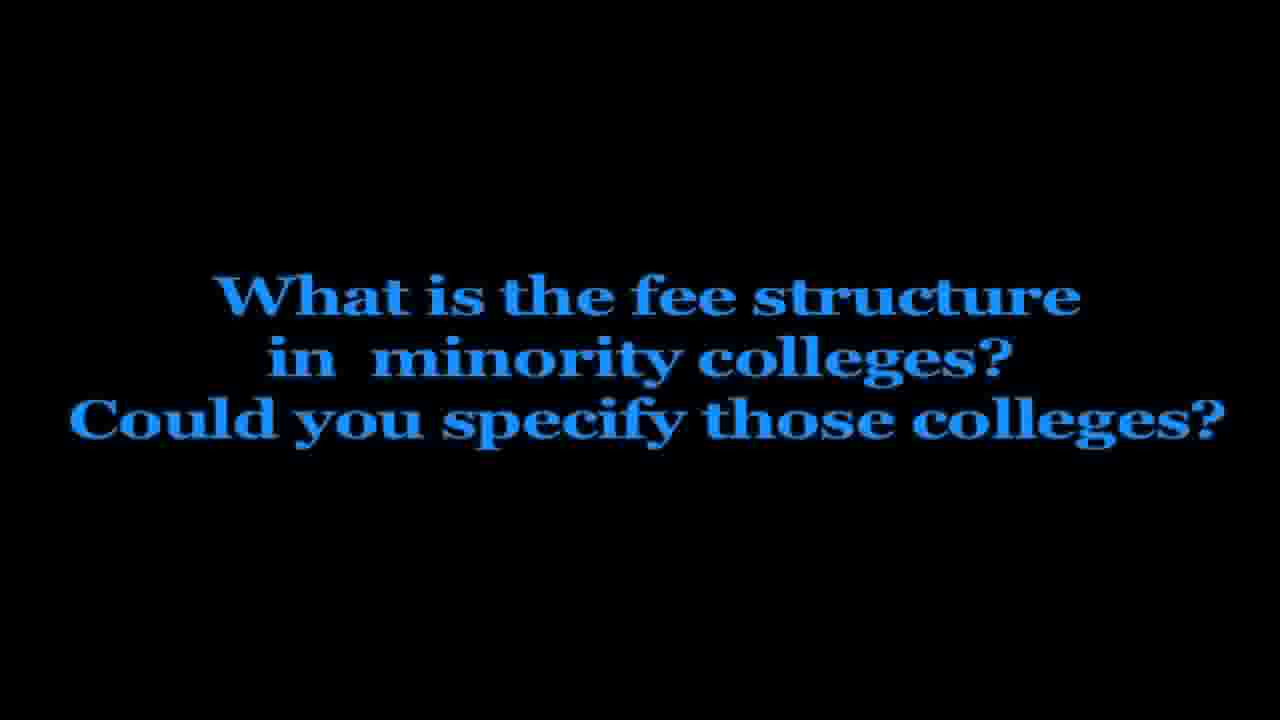 What is the fee structure
in minority colleges?
Could you specify those colleges?